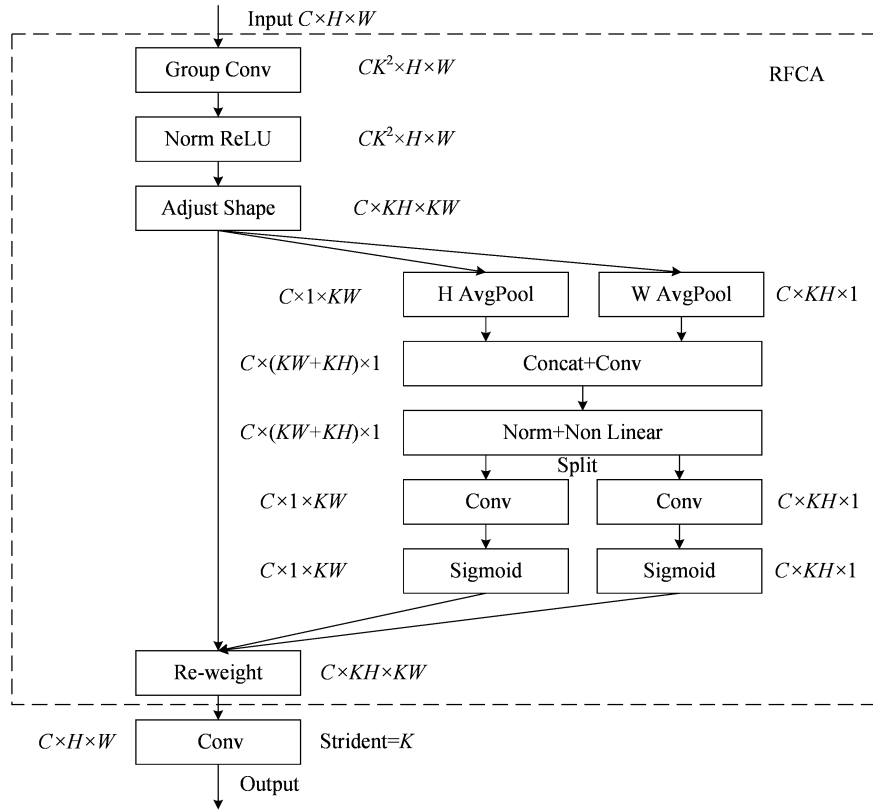 Input C×H×W
Group Conv CK²×H×W RFCA
Norm ReLU CK²×H×W
Adjust Shape C×KH×KW
C×1×KW H AvgPool W AvgPool C×KH×1
C×(KW+KH)×1 Concat+Conv
C×(KW+KH)×1 Norm+Non Linear
Split
C×1×KW Conv Conv C×KH×1
C×1×KW Sigmoid Sigmoid C×KH×1
Re-weight C×KH×KW
C×H×W Conv Strident=K
Output